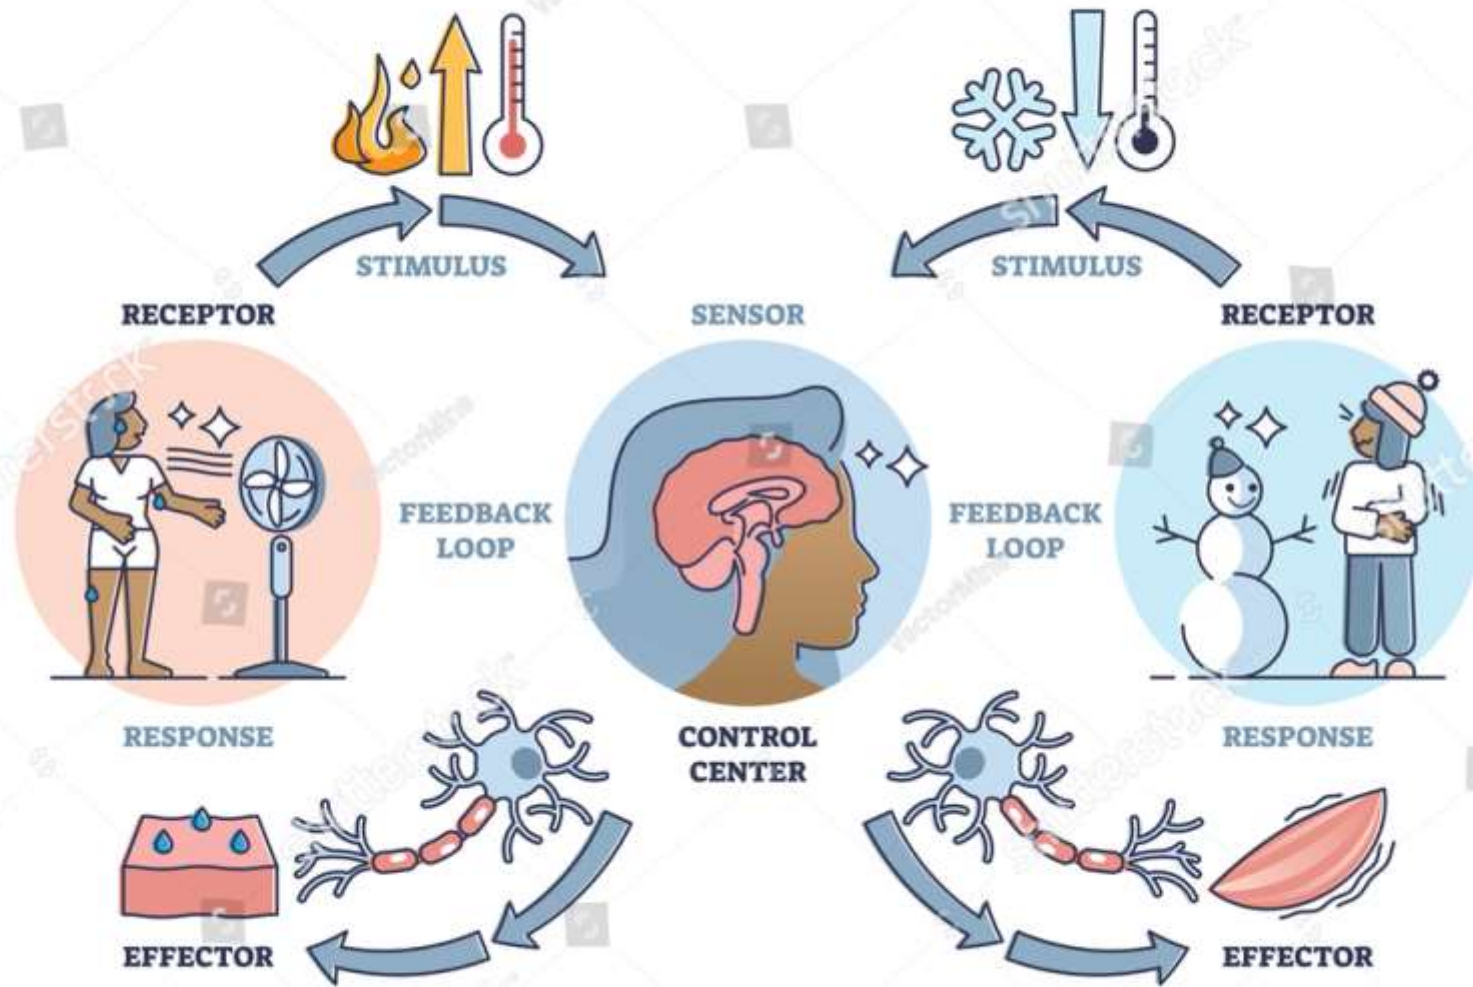 STIMULUS
STIMULUS
RECEPTOR
SENSOR
RECEPTOR
FEEDBACK
LOOP
FEEDBACK
LOOP
RESPONSE
CONTROL
CENTER
RESPONSE
EFFECTOR
EFFECTOR